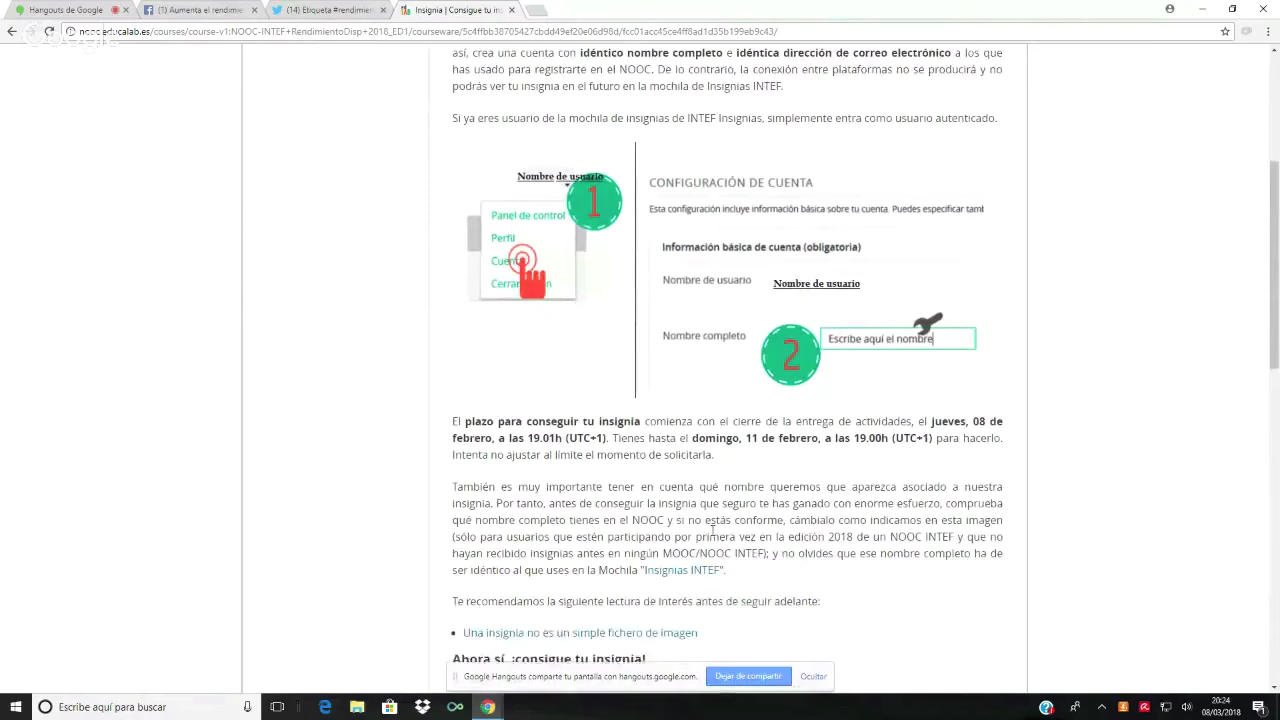 Hangouts de Google
(1) Aumenta el rendimie
(14) Etiqueta #rendimie
Insignia | Consigue tu in
nooc.educalab.es/courses/course-v1:NOOC-INTEF+RendimientoDisp+2018_ED1/courseware/5c4ffbb38705427cbdd49ef20e06d98d/fcc01acc45ce4ff8ad1d35b199eb9c43/
Google
así, crea una cuenta con idéntico nombre completo e idéntica dirección de correo electrónico a los que
has usado para registrarte en el NOOC. De lo contrario, la conexión entre plataformas no se producirá y no
podrás ver tu insignia en el futuro en la mochila de Insignias INTEF.
Si ya eres usuario de la mochila de insignias de INTEF Insignias, simplemente entra como usuario autenticado.
Nombre de usuario
1
Panel de control
Perfil
Cuenta
CONFIGURACIÓN DE CUENTA
Esta configuración incluye información básica sobre tu cuenta. Puedes especificar tamb
Información básica de cuenta (obligatoria)
Nombre de usuario
Nombre de usuario
Nombre completo
2
Escribe aquí el nombre
El plazo para conseguir tu insignia comienza con el cierre de la entrega de actividades, el jueves, 08 de
febrero, a las 19.01h (UTC+1). Tienes hasta el domingo, 11 de febrero, a las 19.00h (UTC+1) para hacerlo.
Intenta no ajustar al límite el momento de solicitarla.
También es muy importante tener en cuenta qué nombre queremos que aparezca asociado a nuestra
insignia. Por tanto, antes de conseguir la insignia que seguro te has ganado con enorme esfuerzo, comprueba
qué nombre completo tienes en el NOOC y si no estás conforme, cámbialo como indicamos en esta imagen
(sólo para usuarios que estén participando por primera vez en la edición 2018 de un NOOC INTEF y que no
hayan recibido insignias antes en ningún MOOC/NOOC INTEF); y no olvides que ese nombre completo ha de
ser idéntico al que uses en la Mochila "Insignias INTEF".
Te recomendamos la siguiente lectura de interés antes de seguir adelante:
Una insignia no es un simple fichero de imagen
Ahora sí, ¡consigue tu insignia!
Google Hangouts comparte tu pantalla con hangouts.google.com.
Dejar de compartir
Ocultar
Escribe aquí para buscar
20:24
08/03/2018